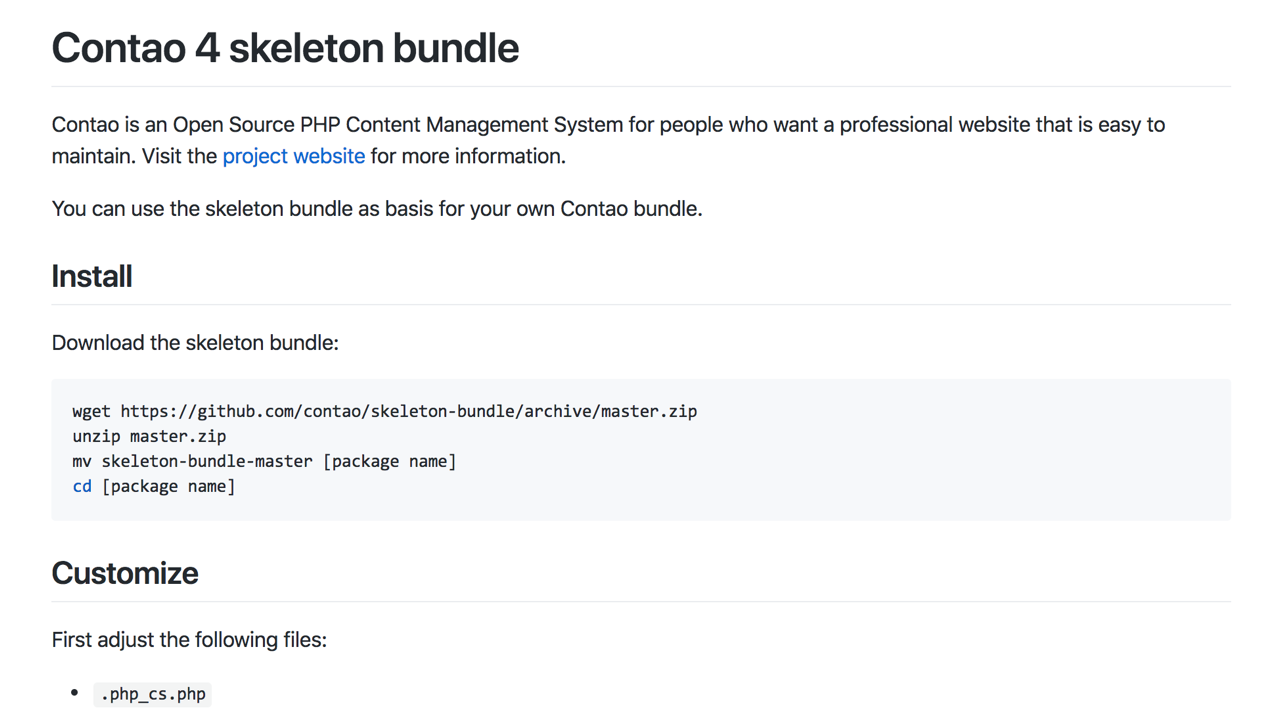 Contao 4 skeleton bundle
Contao is an Open Source PHP Content Management System for people who want a professional website that is easy to
maintain. Visit the project website for more information.
You can use the skeleton bundle as basis for your own Contao bundle.
Install
Download the skeleton bundle:
wget https://github.com/contao/skeleton-bundle/archive/master.zip
unzip master.zip
mv skeleton-bundle-master [package name]
cd [package name]
Customize
First adjust the following files:
• .php_cs.php